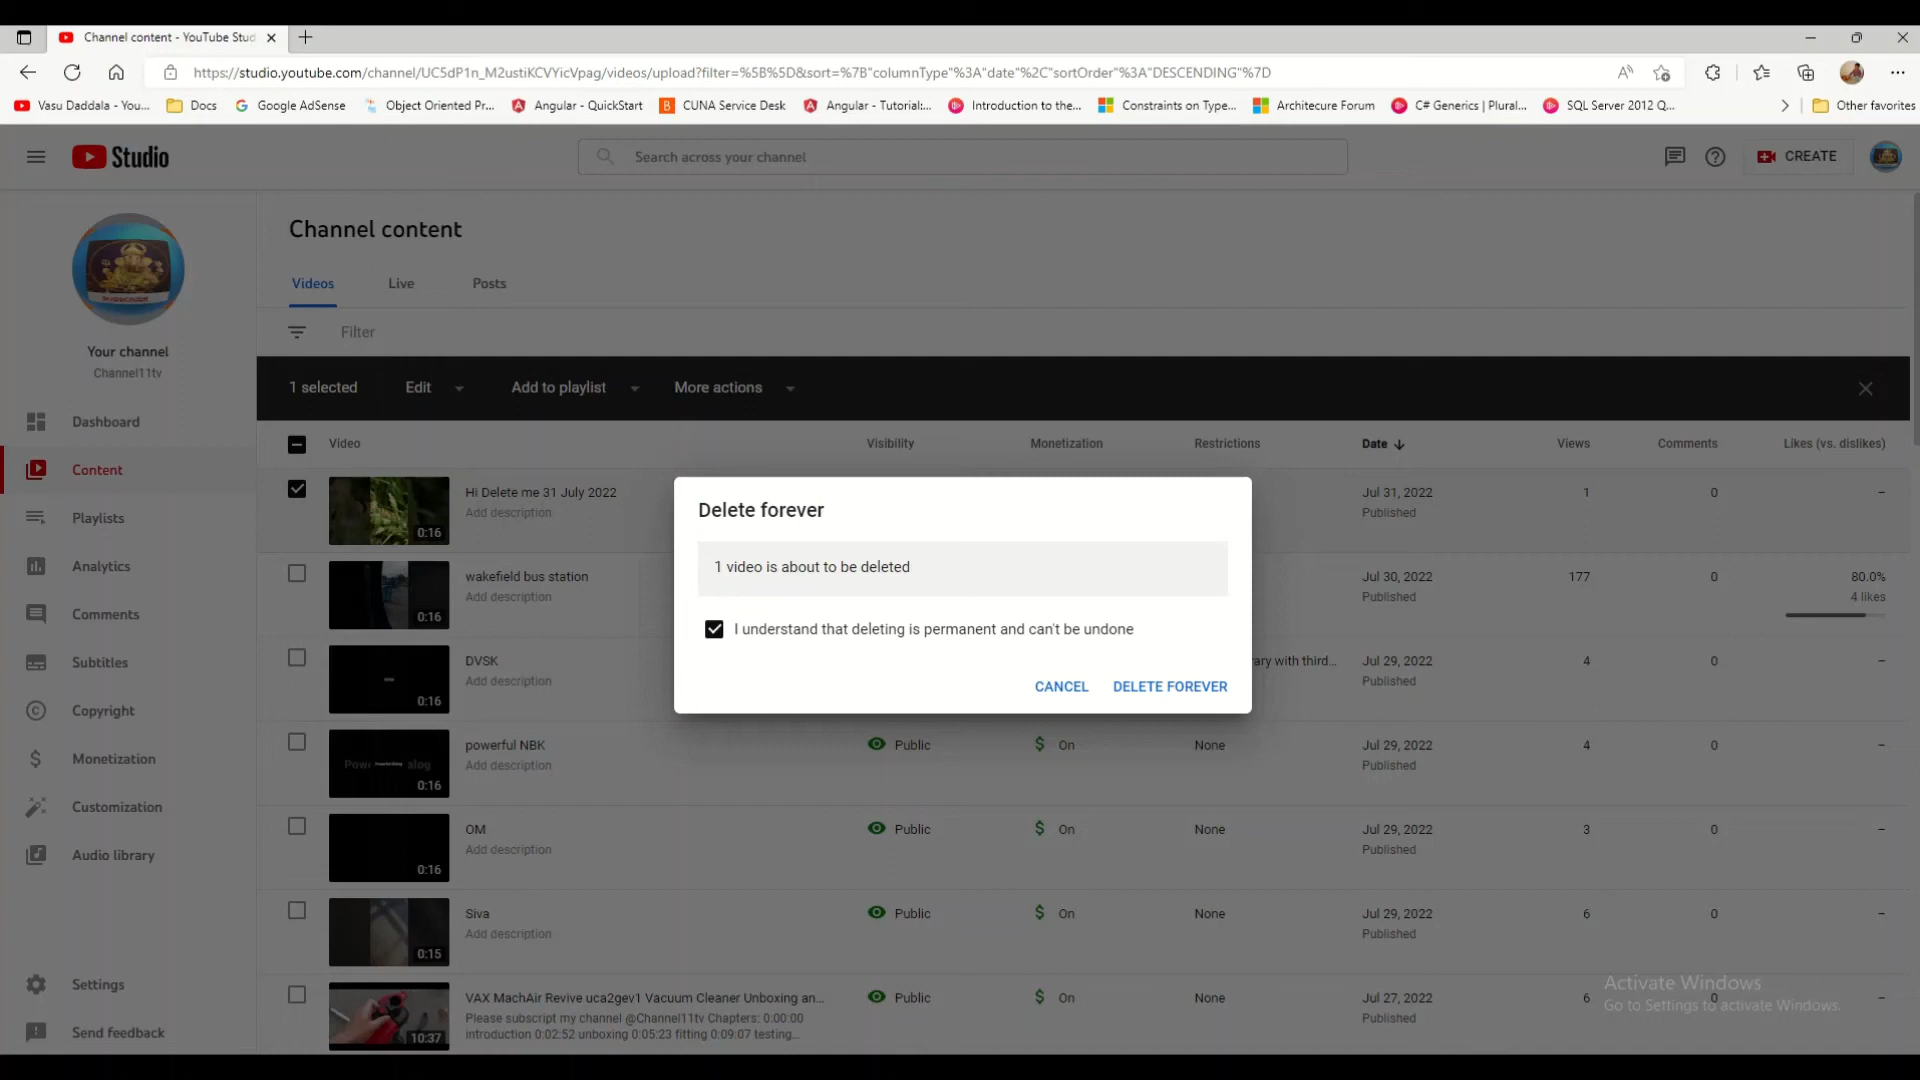 Channel content - YouTube Stud
https://studio.youtube.com/channel/UC5dP1n_M2ustiKCVYicVpag/videos/upload?filter=%5B%5D&sort=%7B"columnType"%3A"date"%2C"sortOrder"%3A"DESCENDING"%7D
Vasu Daddala - You... Docs Google AdSense Object Oriented Pr... Angular - QuickStart CUNA Service Desk Angular - Tutorial:... Introduction to the... Constraints on Type... Architecure Forum C# Generics | Plural... SQL Server 2012 Q... Other favorites
Studio Search across your channel CREATE
Channel content
Videos Live Posts
Filter
Your channel
Channel11tv
1 selected Edit Add to playlist More actions
Dashboard
Content
Playlists
Analytics
Comments
Subtitles
Copyright
Monetization
Customization
Audio library
Settings
Send feedback
Video Visibility Monetization Restrictions Date Views Comments Likes (vs. dislikes)
Hi Delete me 31 July 2022 Jul 31, 2022 1 0 –
Add description Published
0:16
wakefield bus station Jul 30, 2022 177 0 80.0%
Add description Published 4 likes
0:16
DVSK ary with third... Jul 29, 2022 4 0 –
Add description Published
0:16
powerful NBK Public On None Jul 29, 2022 4 0 –
Add description Published
0:16
OM Public On None Jul 29, 2022 3 0 –
Add description Published
0:16
Siva Public On None Jul 29, 2022 6 0 –
Add description Published
0:15
VAX MachAir Revive uca2gev1 Vacuum Cleaner Unboxing an... Public On None Jul 27, 2022 6 0 –
Please subscript my channel @Channel11tv Chapters: 0:00:00 Published
introduction 0:02:52 unboxing 0:05:23 fitting 0:09:07 testing...
10:37
Delete forever
1 video is about to be deleted
I understand that deleting is permanent and can't be undone
CANCEL DELETE FOREVER
Activate Windows
Go to Settings to activate Windows.